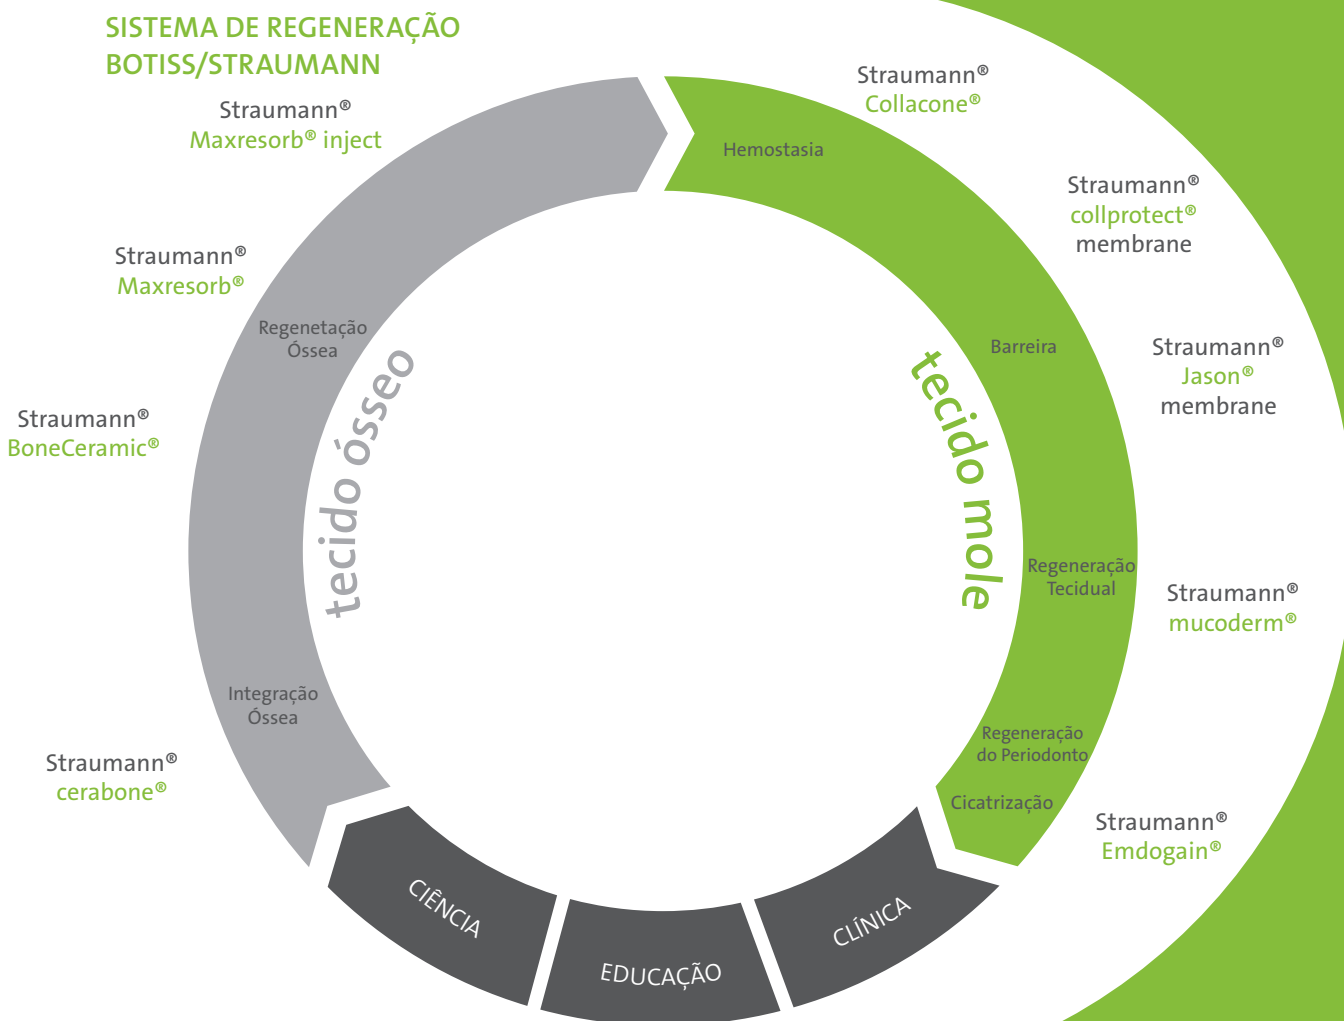 SISTEMA DE REGENERAÇÃO
BOTISS/STRAUMANN
Straumann®
Maxresorb® inject
Straumann®
Maxresorb®
Straumann®
BoneCeramic®
Straumann®
cerabone®
Regenetação
Óssea
Integração
Óssea
tecido ósseo
Straumann®
Collacone®
Straumann®
collprotect®
membrane
Straumann®
Jason®
membrane
Straumann®
mucoderm®
Straumann®
Emdogain®
Hemostasia
Barreira
Regeneração
Tecidual
Regeneração
do Periodonto
Cicatrização
tecido mole
CIÊNCIA
EDUCAÇÃO
CLÍNICA